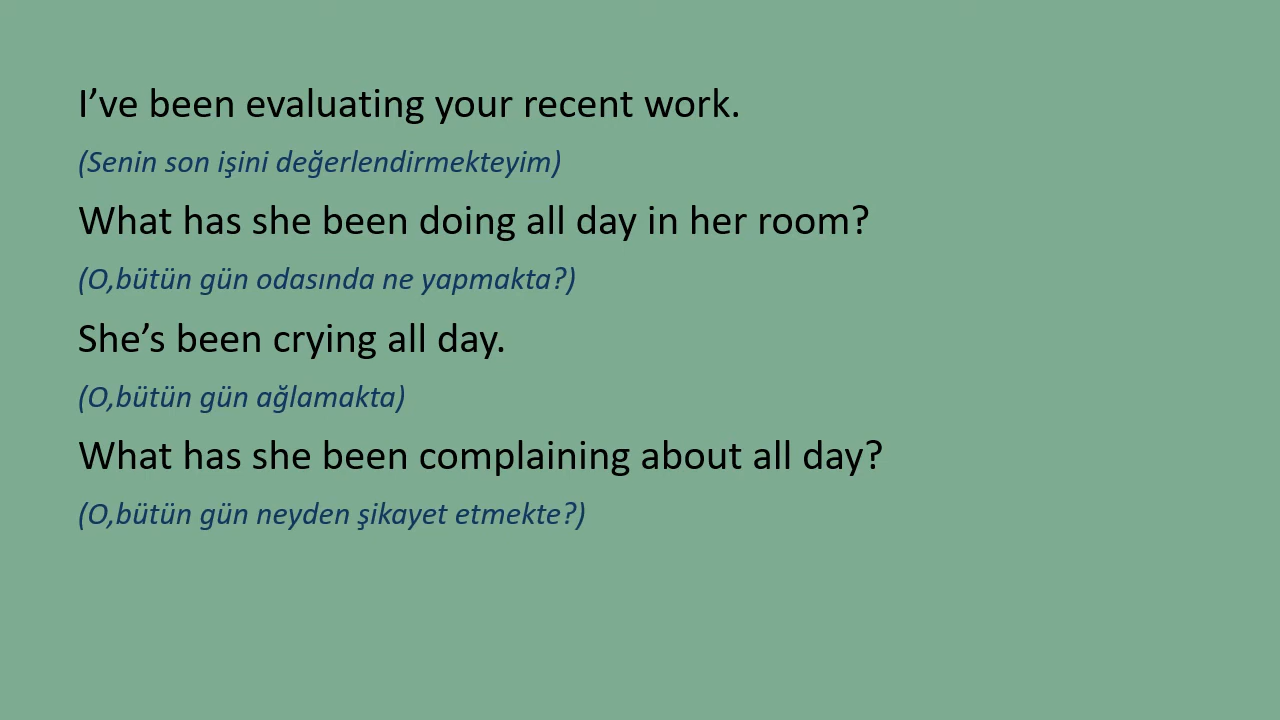 I’ve been evaluating your recent work.
(Senin son işini değerlendirmekteyim)
What has she been doing all day in her room?
(O,bütün gün odasında ne yapmakta?)
She’s been crying all day.
(O,bütün gün ağlamakta)
What has she been complaining about all day?
(O,bütün gün neyden şikayet etmekte?)